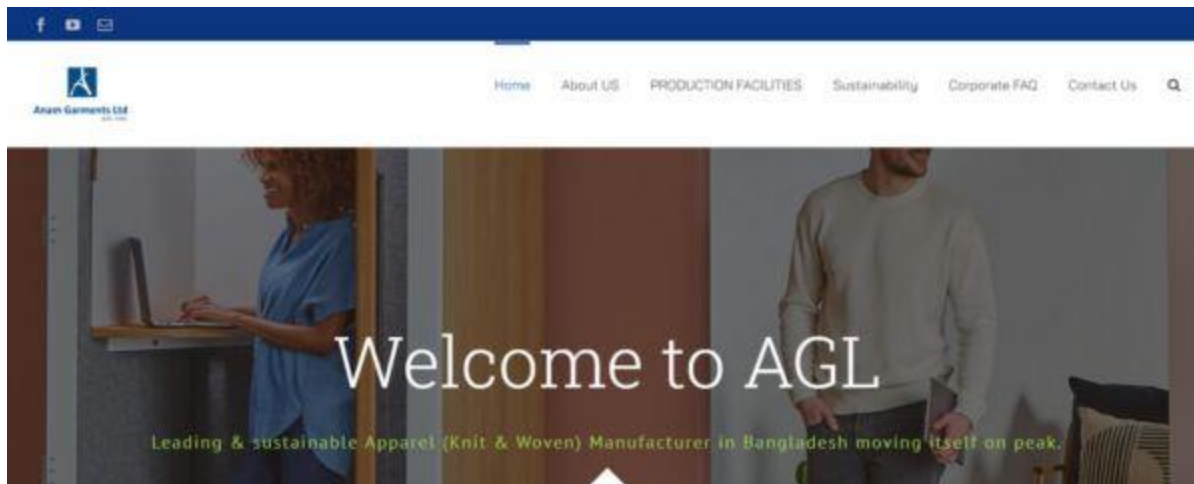 Home About US PRODUCTION FACILITIES Sustainability Corporate FAQ Contact Us
Anam Garments Ltd
Welcome to AGL
Leading & sustainable Apparel (Knit & Woven) Manufacturer in Bangladesh moving itself on peak.